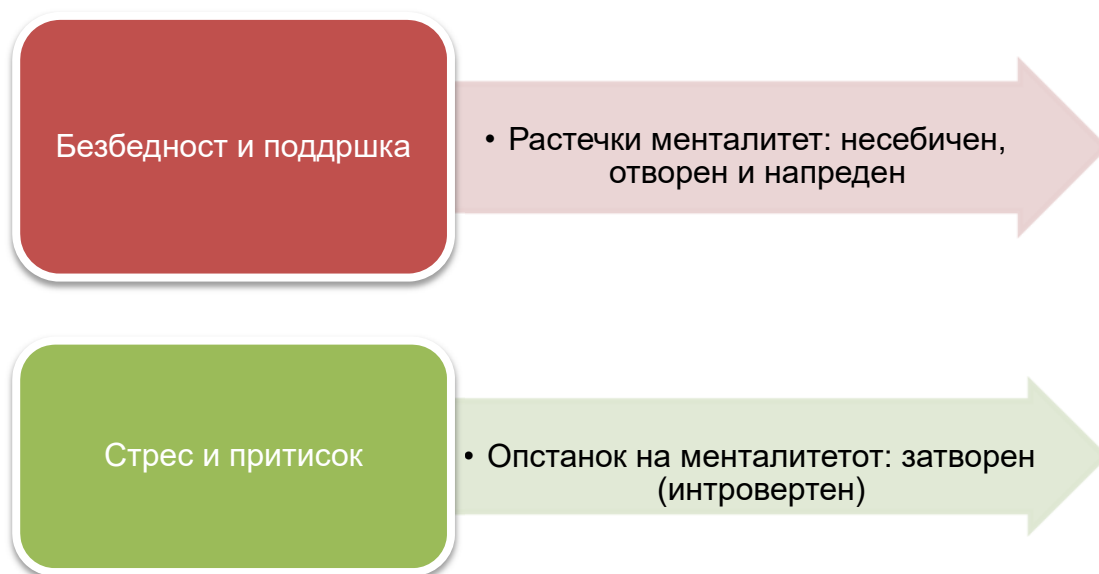 Безбедност и поддршка
• Растечки менталитет: несебичен,
отворен и напреден
Стрес и притисок
• Опстанок на менталитетот: затворен
(интровертен)